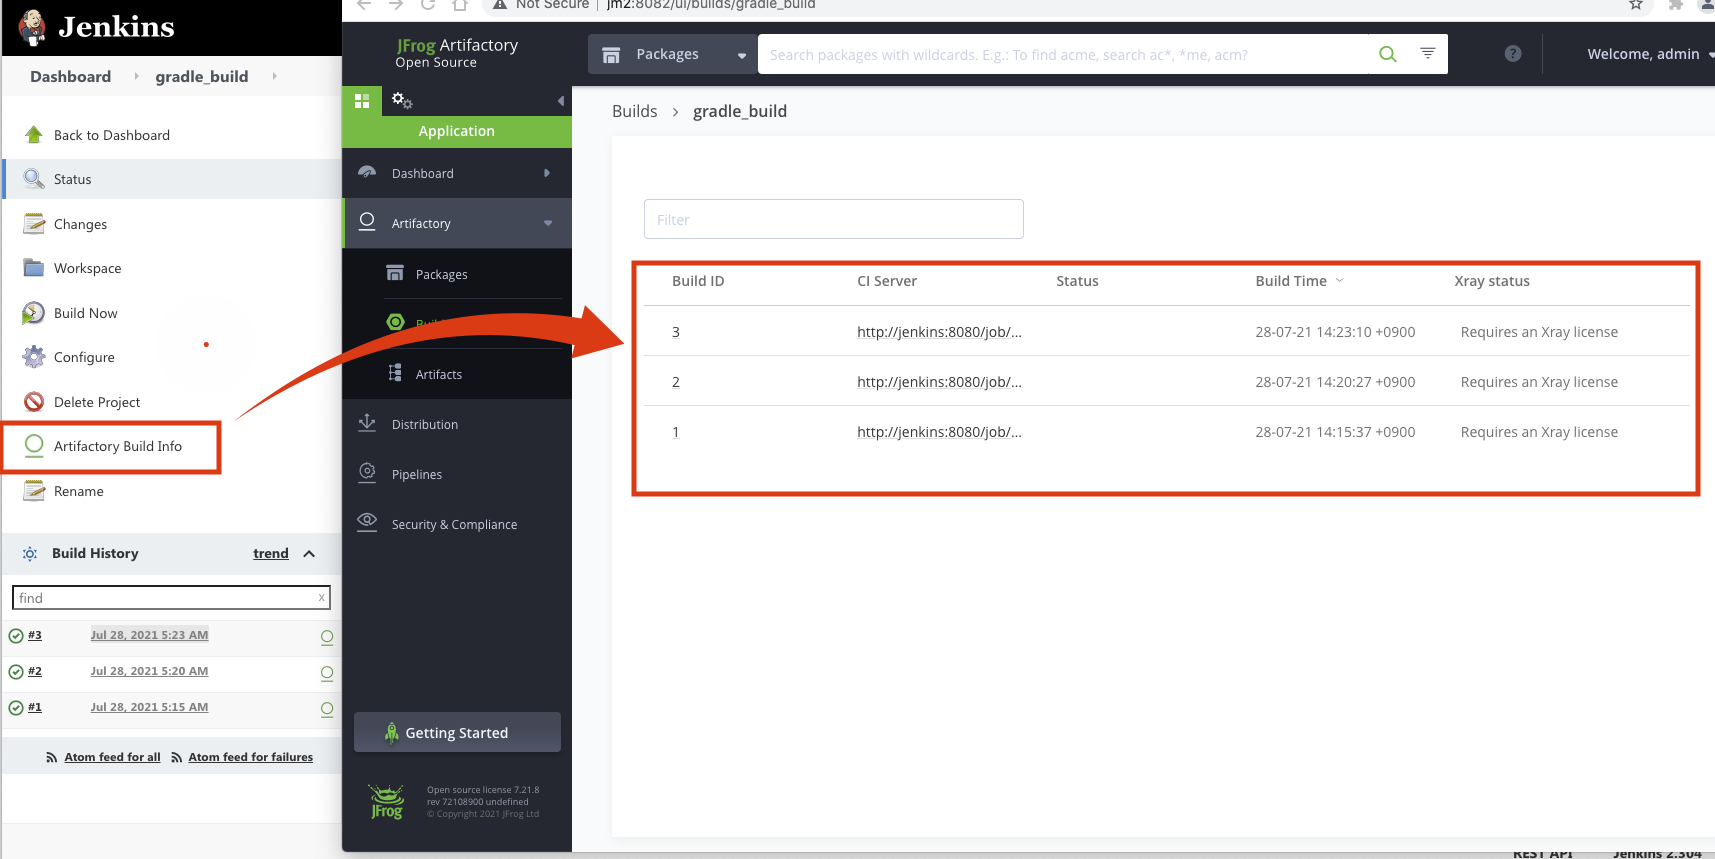 Jenkins
Dashboard gradle_build
Back to Dashboard
Status
Changes
Workspace
Build Now
Configure
Delete Project
Artifactory Build Info
Rename
Build History trend
find x
#3 Jul 28, 2021 5:23 AM
#2 Jul 28, 2021 5:20 AM
#1 Jul 28, 2021 5:15 AM
Atom feed for all Atom feed for failures
Not Secure | jm2:8082/ui/builds/gradle_build
JFrog Artifactory
Open Source
Packages
Search packages with wildcards. E.g.: To find acme, search ac*, *me, acm?
?
Welcome, admin
Application
Dashboard
Artifactory
Packages
Artifacts
Distribution
Pipelines
Security & Compliance
Getting Started
JFrog
Open source license 7.21.8
rev 72108900 undefined
© Copyright 2021 JFrog Ltd
Builds > gradle_build
Filter
Build ID CI Server Status Build Time Xray status
3 http://jenkins:8080/job/... 28-07-21 14:23:10 +0900 Requires an Xray license
2 http://jenkins:8080/job/... 28-07-21 14:20:27 +0900 Requires an Xray license
1 http://jenkins:8080/job/... 28-07-21 14:15:37 +0900 Requires an Xray license
REST API Jenkins 2.304